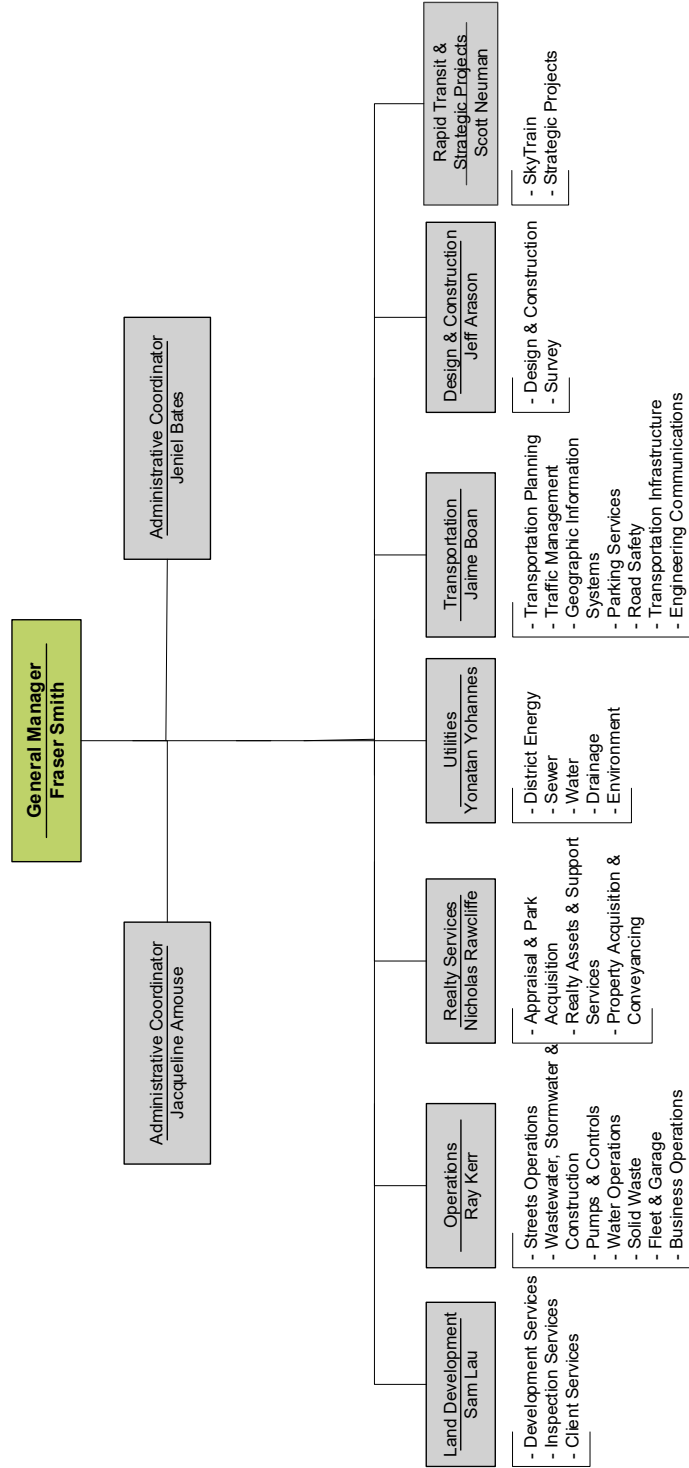 General Manager
Fraser Smith
Administrative Coordinator
Jacqueline Amouse
Administrative Coordinator
Jeniel Bates
Land Development
Sam Lau
- Development Services
- Inspection Services
- Client Services
Operations
Ray Kerr
- Streets Operations
- Wastewater, Stormwater &
Construction
- Pumps & Controls
- Water Operations
- Solid Waste
- Fleet & Garage
- Business Operations
Realty Services
Nicholas Rawcliffe
- Appraisal & Park
Acquisition
- Realty Assets & Support
Services
- Property Acquisition &
Conveyancing
Utilities
Yonatan Yohannes
- District Energy
- Sewer
- Water
- Drainage
- Environment
Transportation
Jaime Boan
- Transportation Planning
- Traffic Management
- Geographic Information
Systems
- Parking Services
- Road Safety
- Transportation Infrastructure
- Engineering Communications
Design & Construction
Jeff Arason
- Design & Construction
- Survey
Rapid Transit &
Strategic Projects
Scott Neuman
- SkyTrain
- Strategic Projects